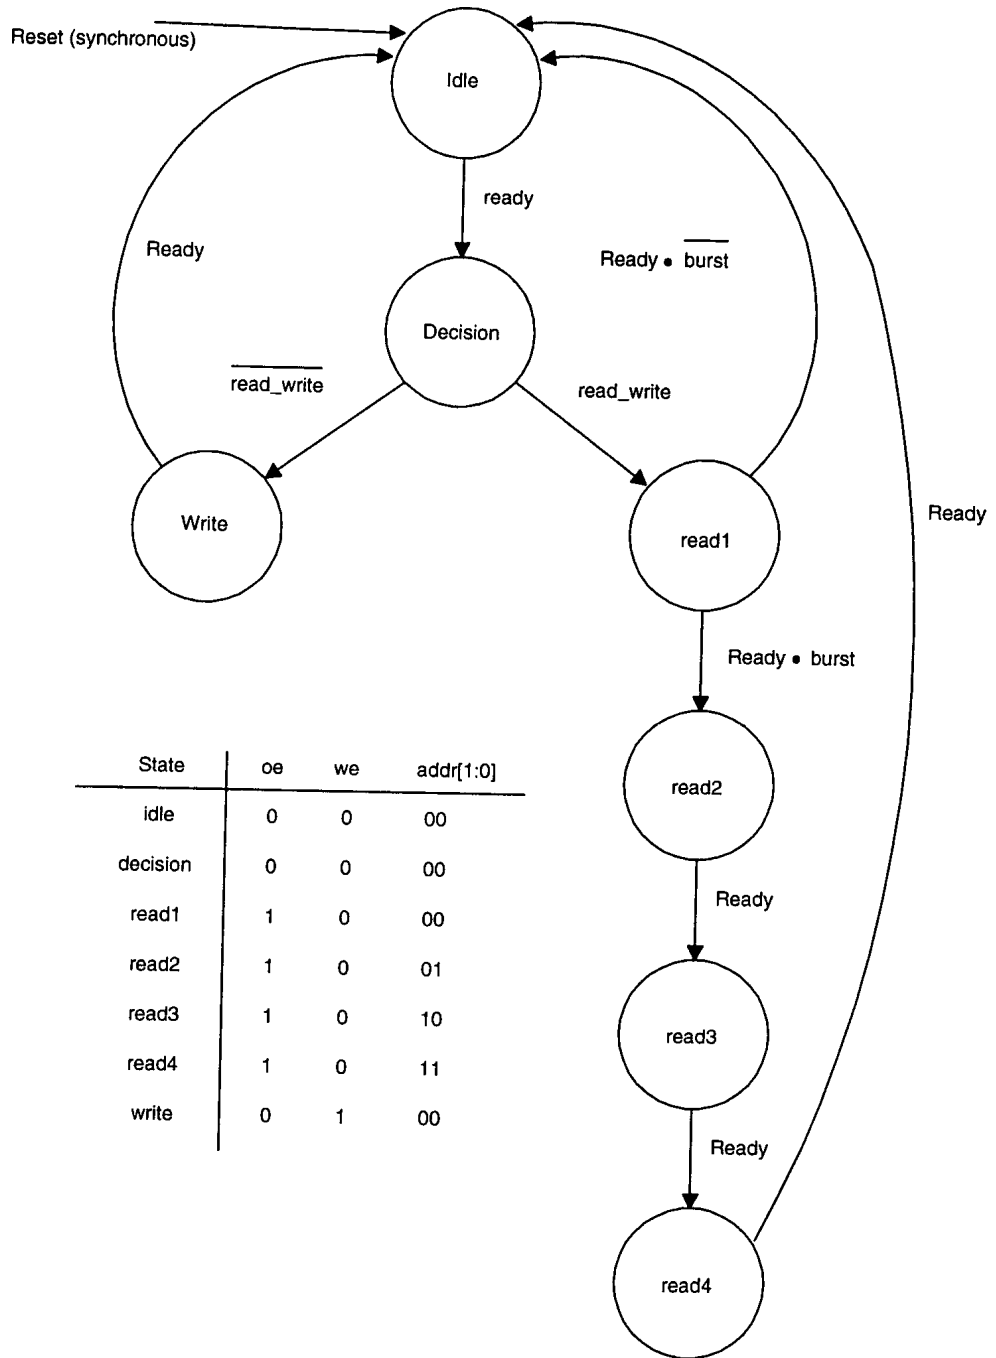 Reset (synchronous)
Idle
ready
Ready
Ready • burst
Decision
read_write
read_write
Write
read1
Ready
Ready • burst
read2
Ready
read3
Ready
read4
State oe we addr[1:0]
idle 0 0 00
decision 0 0 00
read1 1 0 00
read2 1 0 01
read3 1 0 10
read4 1 0 11
write 0 1 00